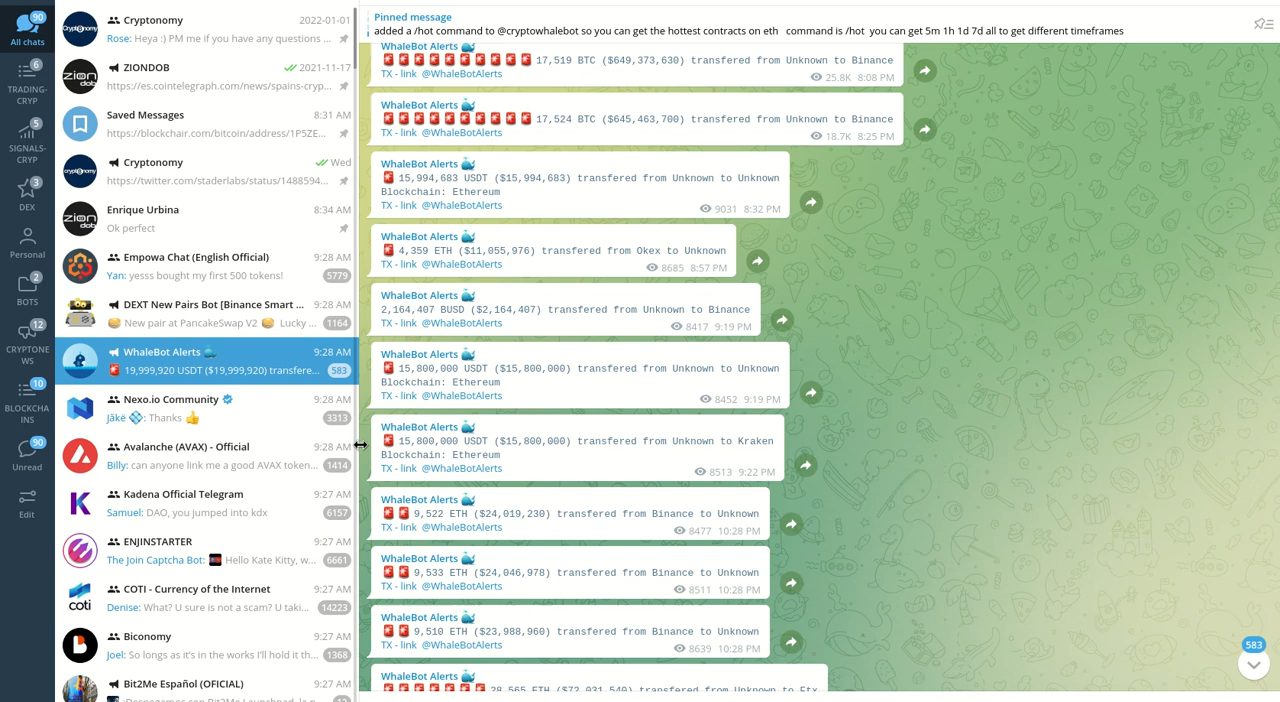 90
All chats
6
TRADING-
CRYP
5
SIGNALS-
CRYP
3
DEX
Personal
2
BOTS
12
CRYPTONE
WS
10
BLOCKCHA
INS
90
Unread
Edit
Cryptonomy 2022-01-01
Rose: Heya :) PM me if you have any questions ...
ZIONDOB 2021-11-17
https://es.cointelegraph.com/news/spains-cryp...
Saved Messages 8:31 AM
https://blockchair.com/bitcoin/address/1P5ZE...
Cryptonomy Wed
https://twitter.com/staderlabs/status/1488594...
Enrique Urbina 8:34 AM
Ok perfect
Empowa Chat (English Official) 9:28 AM
Yan: yesss bought my first 500 tokens! 5779
DEXT New Pairs Bot [Binance Smart ... 9:28 AM
New pair at PancakeSwap V2 Lucky ... 1164
WhaleBot Alerts 9:28 AM
19,999,920 USDT ($19,999,920) transfere... 583
Nexo.io Community 9:28 AM
Jåkë : Thanks 3313
Avalanche (AVAX) - Official 9:28 AM
Billy: can anyone link me a good AVAX token... 1414
Kadena Official Telegram 9:27 AM
Samuel: DAO, you jumped into kdx 6157
ENJINSTARTER 9:27 AM
The Join Captcha Bot: Hello Kate Kitty, w... 6661
COTI - Currency of the Internet 9:27 AM
Denise: What? U sure is not a scam? U taki... 14223
Biconomy 9:27 AM
Joel: So longs as it's in the works I'll hold it th... 1368
Bit2Me Español (OFICIAL) 9:27 AM
Pinned message
added a /hot command to @cryptowhalebot so you can get the hottest contracts on eth command is /hot you can get 5m 1h 1d 7d all to get different timeframes
WhaleBot Alerts
17,519 BTC ($649,373,630) transfered from Unknown to Binance
TX - link @WhaleBotAlerts 25.8K 8:08 PM
WhaleBot Alerts
17,524 BTC ($645,463,700) transfered from Unknown to Binance
TX - link @WhaleBotAlerts 18.7K 8:25 PM
WhaleBot Alerts
15,994,683 USDT ($15,994,683) transfered from Unknown to Unknown
Blockchain: Ethereum
TX - link @WhaleBotAlerts 9031 8:32 PM
WhaleBot Alerts
4,359 ETH ($11,055,976) transfered from Okex to Unknown
TX - link @WhaleBotAlerts 8685 8:57 PM
WhaleBot Alerts
2,164,407 BUSD ($2,164,407) transfered from Unknown to Binance
TX - link @WhaleBotAlerts 8417 9:19 PM
WhaleBot Alerts
15,800,000 USDT ($15,800,000) transfered from Unknown to Unknown
Blockchain: Ethereum
TX - link @WhaleBotAlerts 8452 9:19 PM
WhaleBot Alerts
15,800,000 USDT ($15,800,000) transfered from Unknown to Kraken
Blockchain: Ethereum
TX - link @WhaleBotAlerts 8513 9:22 PM
WhaleBot Alerts
9,522 ETH ($24,019,230) transfered from Binance to Unknown
TX - link @WhaleBotAlerts 8477 10:28 PM
WhaleBot Alerts
9,533 ETH ($24,046,978) transfered from Binance to Unknown
TX - link @WhaleBotAlerts 8511 10:28 PM
WhaleBot Alerts
9,510 ETH ($23,988,960) transfered from Binance to Unknown
TX - link @WhaleBotAlerts 8639 10:28 PM
WhaleBot Alerts
28,565 ETH ($72,031,540) transfered from Unknown to Ftx
583